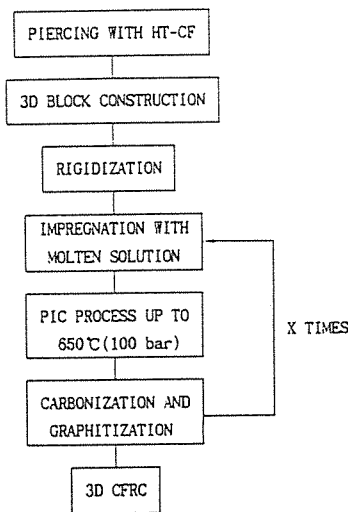 PIERCING WITH HT-CF
3D BLOCK CONSTRUCTION
RIGIDIZATION
IMPREGNATION WITH
MOLTEN SOLUTION
PIC PROCESS UP TO
650℃(100 bar)
X TIMES
CARBONIZATION AND
GRAPHITIZATION
3D CFRC